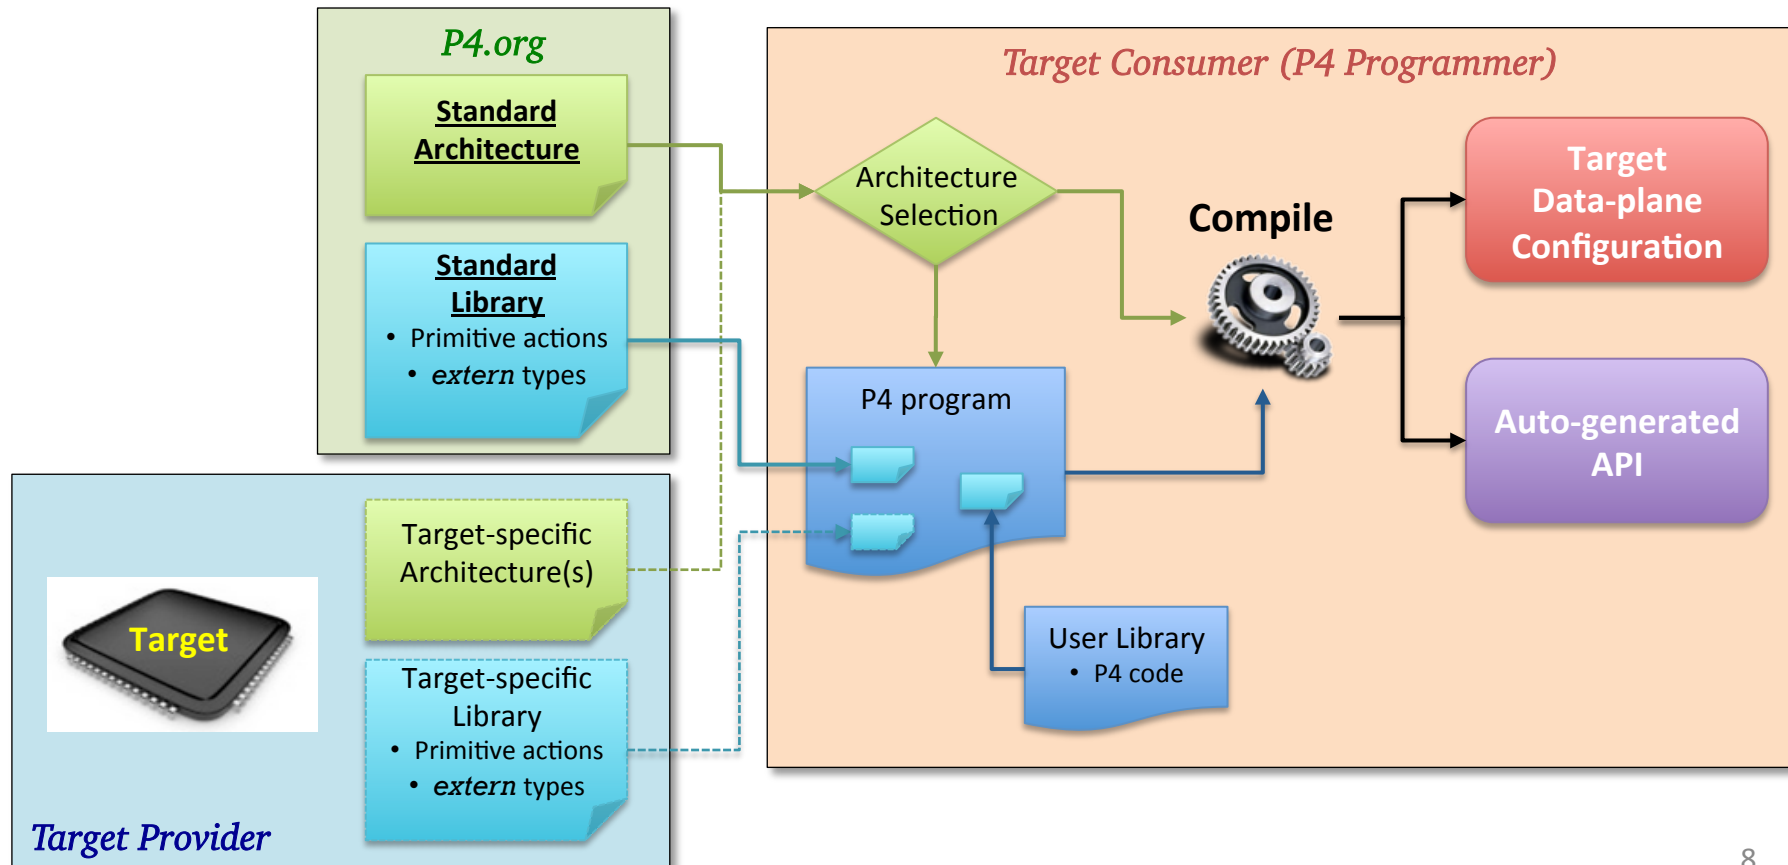 P4.org
Standard
Architecture
Standard
Library
• Primitive actions
• extern types
Target Provider
Target
Target-specific
Architecture(s)
Target-specific
Library
• Primitive actions
• extern types
Target Consumer (P4 Programmer)
Architecture
Selection
Compile
P4 program
User Library
• P4 code
Target
Data-plane
Configuration
Auto-generated
API
8